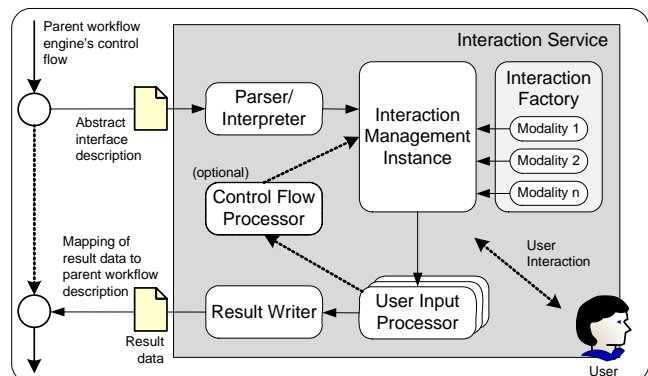 Parent workflow
engine's control
flow
Interaction Service
Abstract
interface
description
Parser/
Interpreter
Interaction
Management
Instance
Interaction
Factory
Modality 1
Modality 2
Modality n
(optional)
Control Flow
Processor
Mapping of
result data to
parent workflow
description
User
Interaction
Result
data
Result Writer
User Input
Processor
User